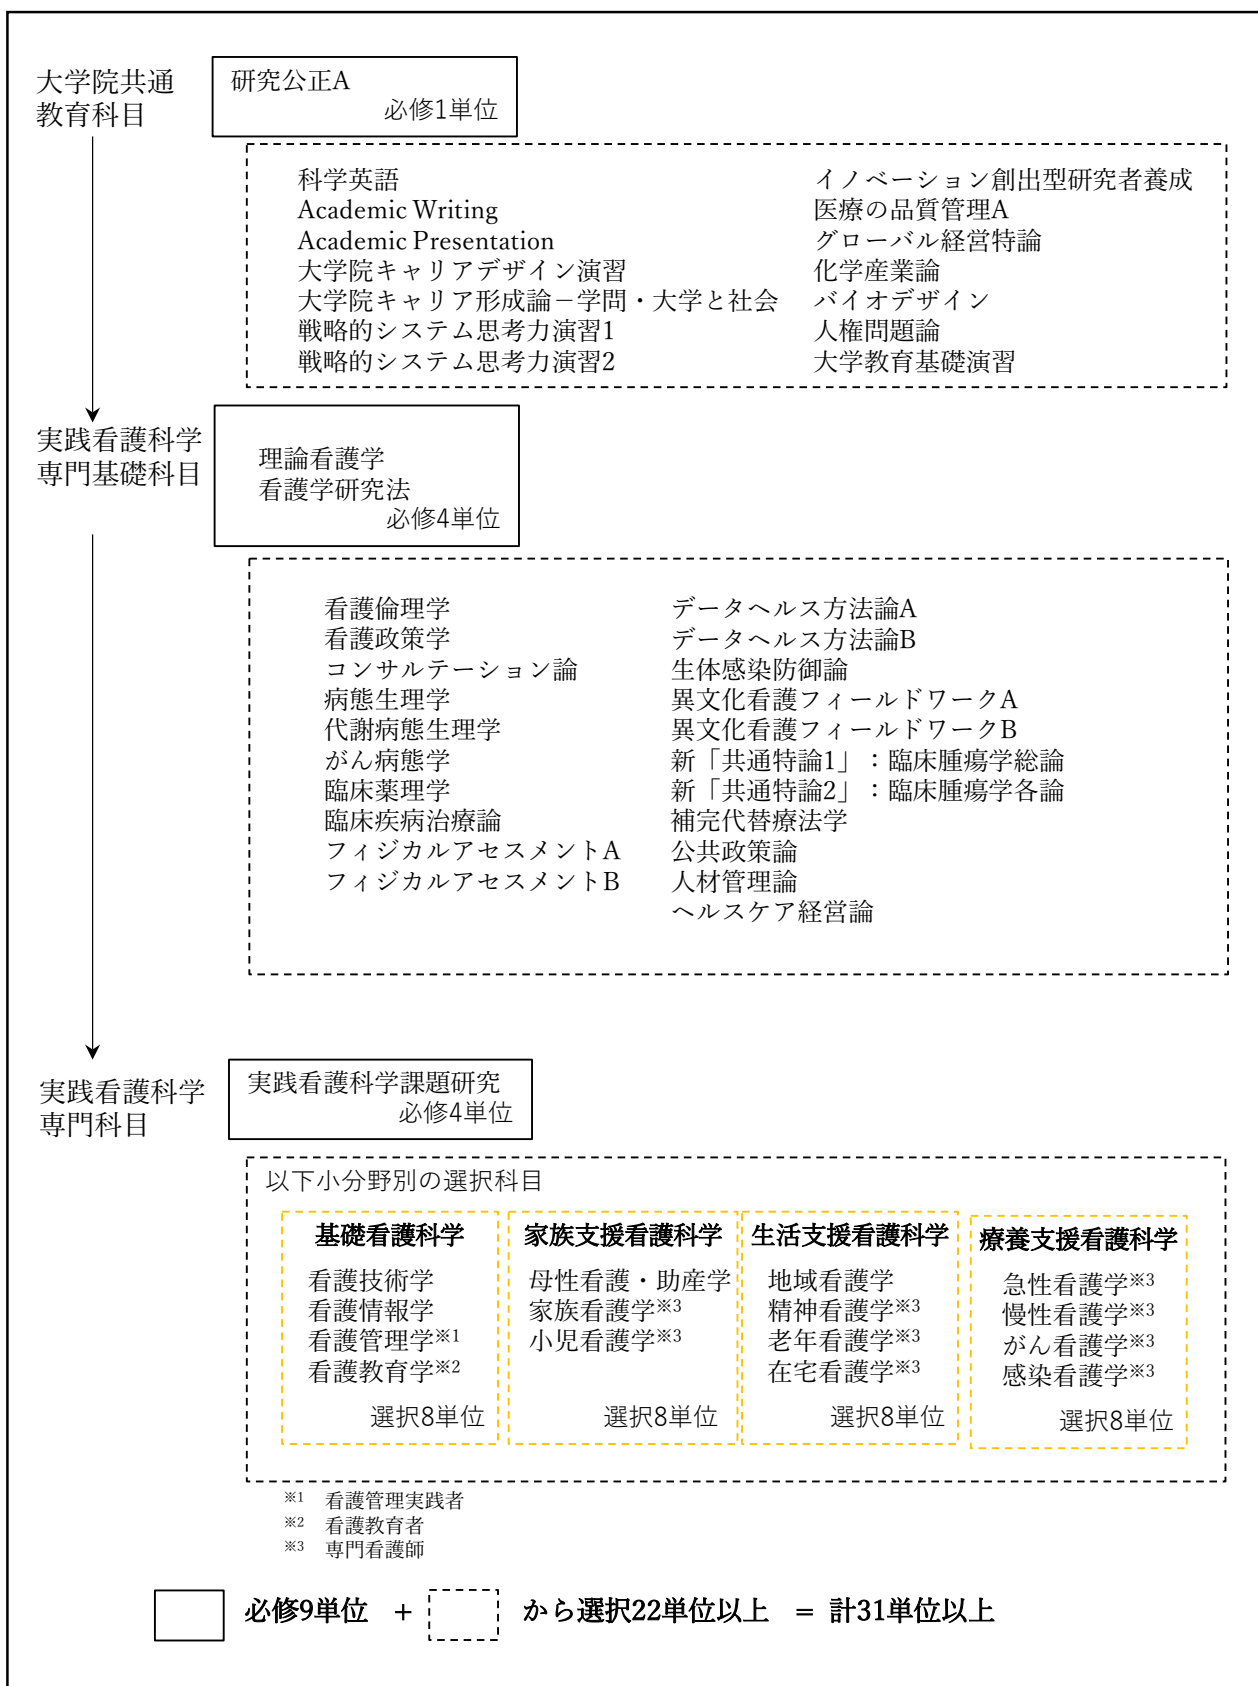 大学院共通
教育科目
研究公正A
必修1単位
科学英語
Academic Writing
Academic Presentation
大学院キャリアデザイン演習
大学院キャリア形成論－学問・大学と社会
戦略的システム思考力演習1
戦略的システム思考力演習2
イノベーション創出型研究者養成
医療の品質管理A
グローバル経営特論
化学産業論
バイオデザイン
人権問題論
大学教育基礎演習
実践看護科学
専門基礎科目
理論看護学
看護学研究法
必修4単位
看護倫理学
看護政策学
コンサルテーション論
病態生理学
代謝病態生理学
がん病態学
臨床薬理学
臨床疾病治療論
フィジカルアセスメントA
フィジカルアセスメントB
データヘルス方法論A
データヘルス方法論B
生体感染防御論
異文化看護フィールドワークA
異文化看護フィールドワークB
新「共通特論1」：臨床腫瘍学総論
新「共通特論2」：臨床腫瘍学各論
補完代替療法学
公共政策論
人材管理論
ヘルスケア経営論
実践看護科学
専門科目
実践看護科学課題研究
必修4単位
以下小分野別の選択科目
基礎看護科学
看護技術学
看護情報学
看護管理学※1
看護教育学※2
選択8単位
家族支援看護科学
母性看護・助産学
家族看護学※3
小児看護学※3
選択8単位
生活支援看護科学
地域看護学
精神看護学※3
老年看護学※3
在宅看護学※3
選択8単位
療養支援看護科学
急性看護学※3
慢性看護学※3
がん看護学※3
感染看護学※3
選択8単位
※1 看護管理実践者
※2 看護教育者
※3 専門看護師
必修9単位 + から選択22単位以上 = 計31単位以上